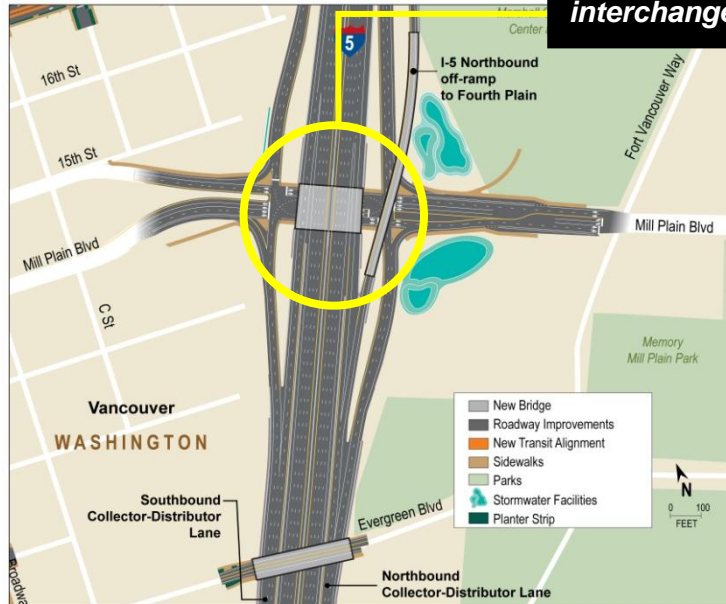 interchange
Center
5
I-5 Northbound
off-ramp
to Fourth Plain
16th St
15th St
Fort Vancouver Way
Mill Plain Blvd
Mill Plain Blvd
C St
Memory
Mill Plain Park
Vancouver
WASHINGTON
New Bridge
Roadway Improvements
New Transit Alignment
Sidewalks
Parks
Stormwater Facilities
Planter Strip
N
0 100
FEET
Southbound
Collector-Distributor
Lane
Evergreen Blvd
Northbound
Collector-Distributor Lane
Broadway